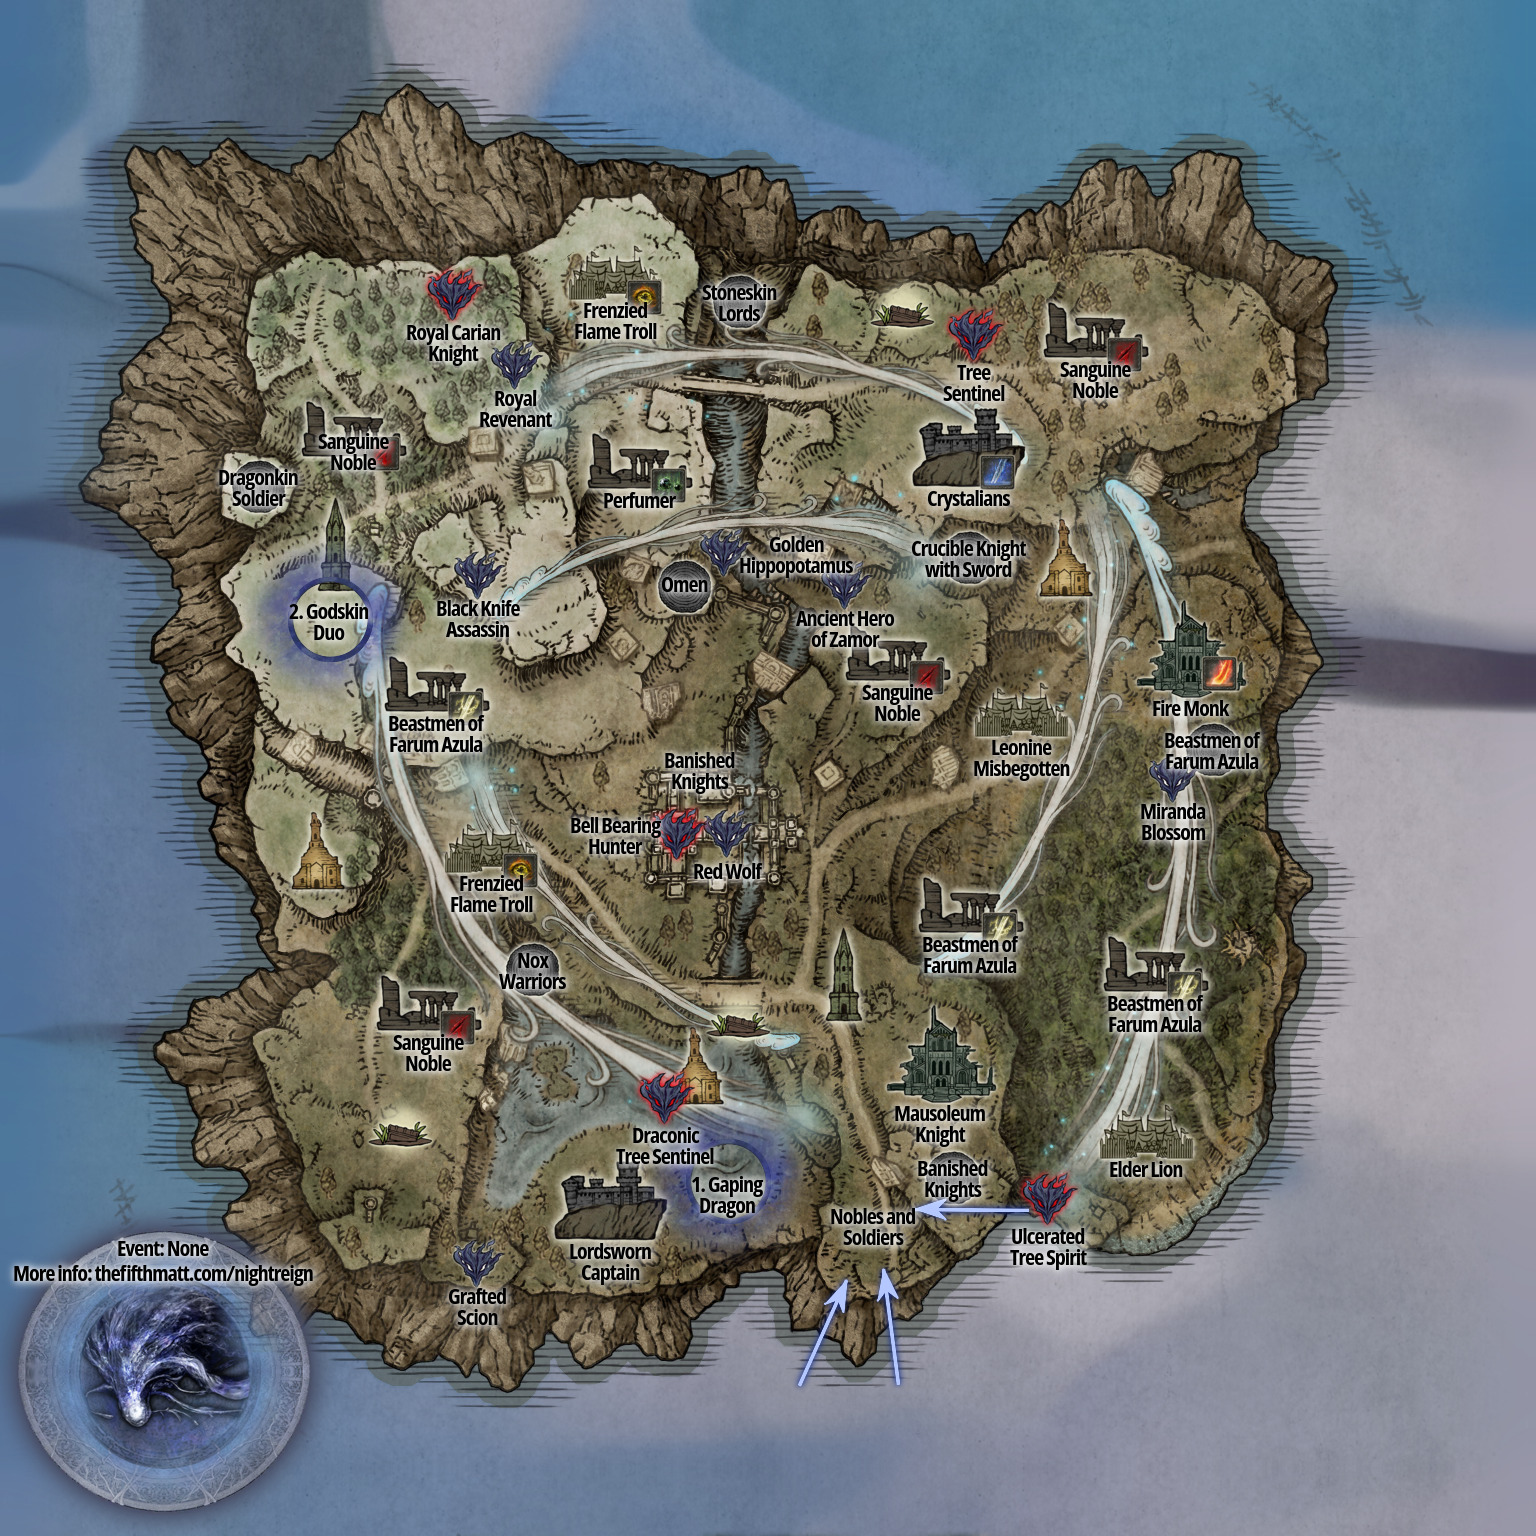 Royal Carian
Knight
Frenzied
Flame Troll
Stoneskin
Lords
Tree
Sentinel
Sanguine
Noble
Royal
Revenant
Sanguine
Noble
Dragonkin
Soldier
Perfumer
Crystalians
Golden
Hippopotamus
Crucible Knight
with Sword
Omen
2. Godskin
Duo
Black Knife
Assassin
Ancient Hero
of Zamor
Sanguine
Noble
Fire Monk
Beastmen of
Farum Azula
Leonine
Misbegotten
Beastmen of
Farum Azula
Banished
Knights
Miranda
Blossom
Bell Bearing
Hunter
Red Wolf
Frenzied
Flame Troll
Beastmen of
Farum Azula
Nox
Warriors
Beastmen of
Farum Azula
Sanguine
Noble
Mausoleum
Knight
Draconic
Tree Sentinel
Elder Lion
Banished
Knights
1. Gaping
Dragon
Nobles and
Soldiers
Ulcerated
Tree Spirit
Lordsworn
Captain
Grafted
Scion
Event: None
More info: thefifthmatt.com/nightreign